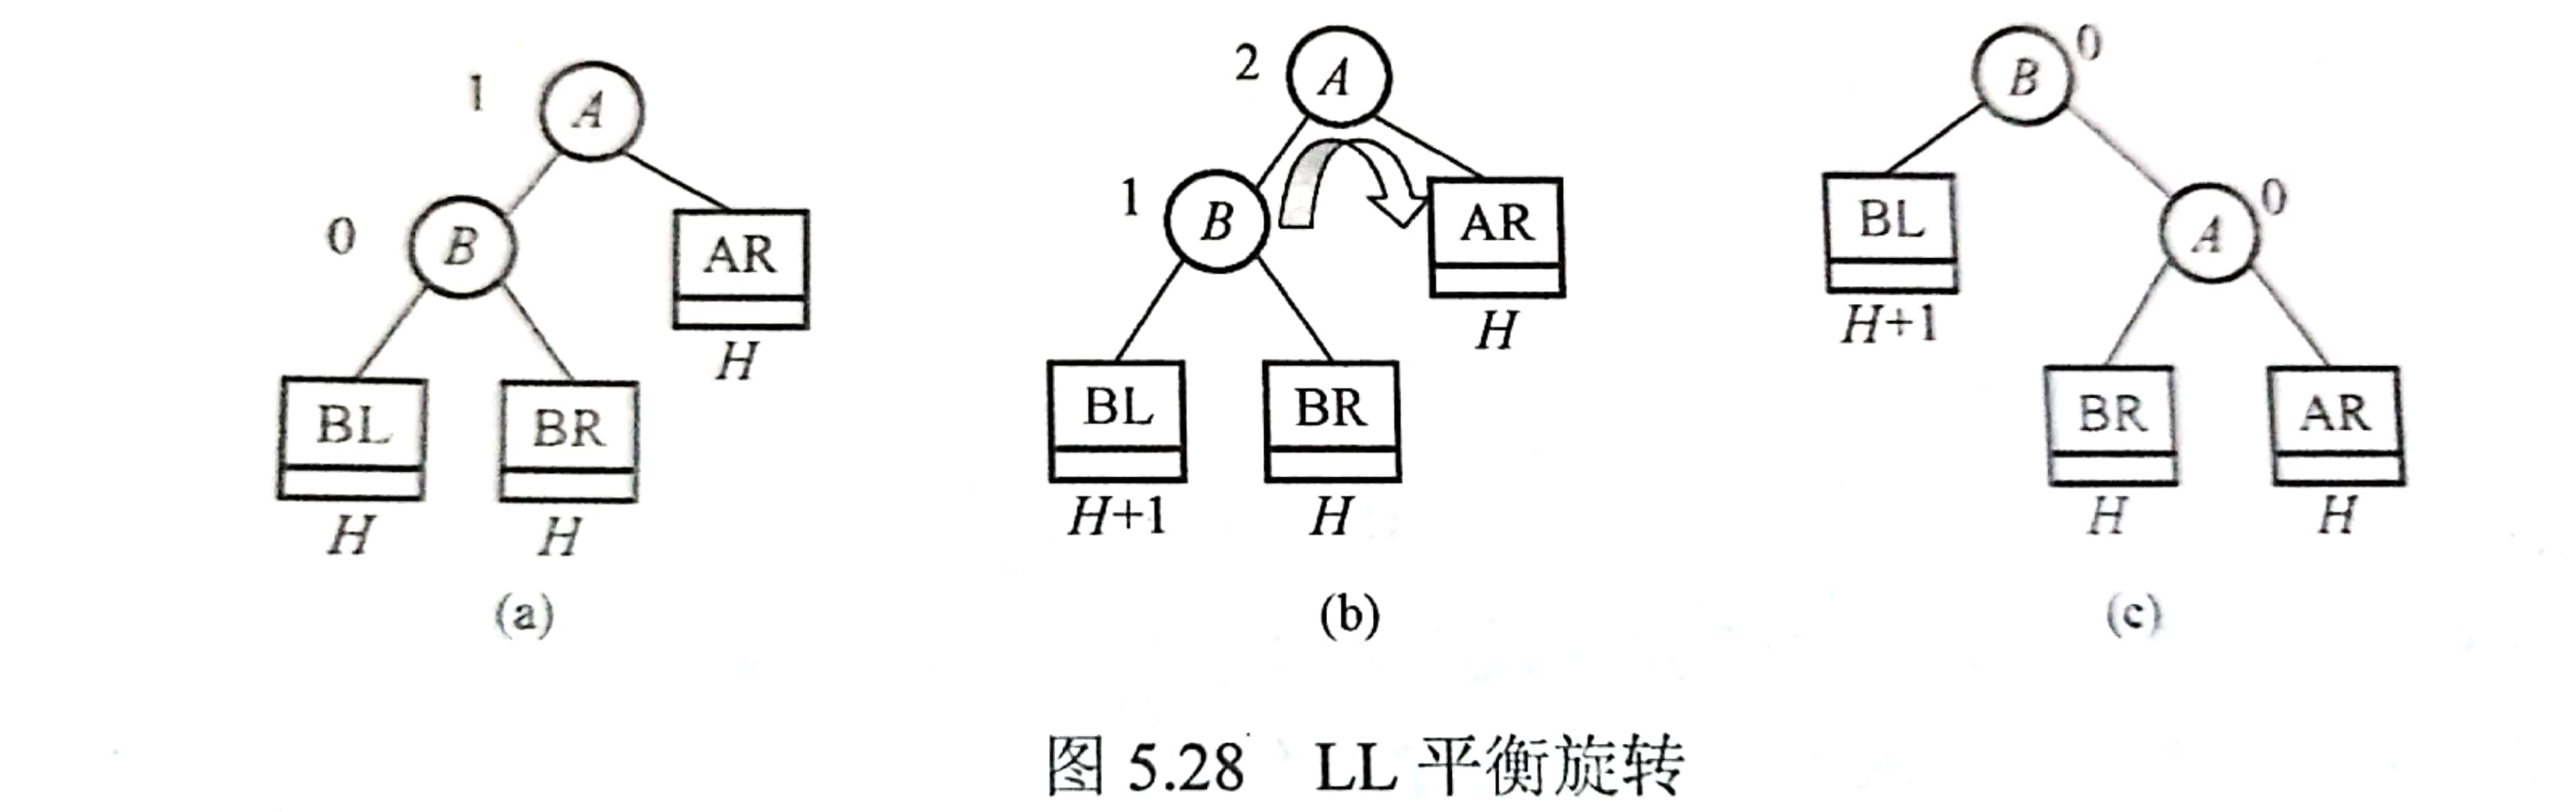 1 A
0 B AR
H
BL BR
H H
(a)
2 A
1 B AR
H
BL BR
H+1 H
(b)
B 0
BL A 0
H+1
BR AR
H H
(c)
图 5.28 LL 平衡旋转